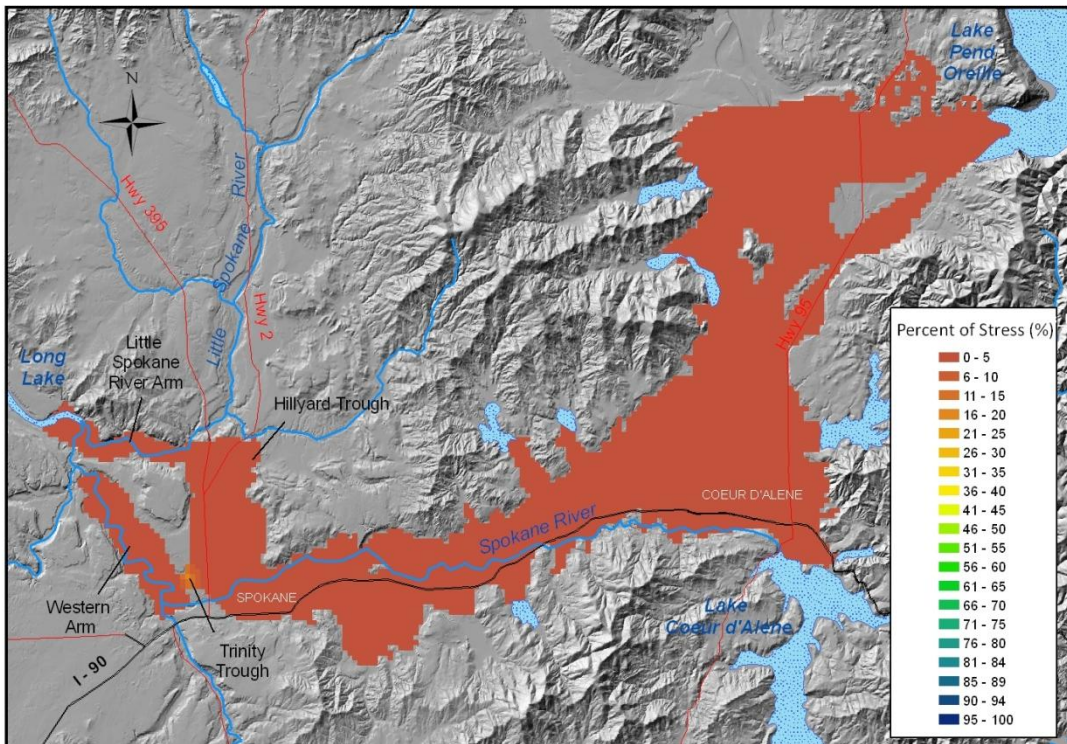 Lake
Pend
Oreille
N
Hwy 395
Little Spokane River
Hwy 2
Hwy 95
Long
Lake
Little
Spokane
River Arm
Hillyard Trough
COEUR D'ALENE
Spokane River
SPOKANE
Western
Arm
Trinity
Trough
I - 90
Lake
Coeur d'Alene
Percent of Stress (%)
0 - 5
6 - 10
11 - 15
16 - 20
21 - 25
26 - 30
31 - 35
36 - 40
41 - 45
46 - 50
51 - 55
56 - 60
61 - 65
66 - 70
71 - 75
76 - 80
81 - 84
85 - 89
90 - 94
95 - 100